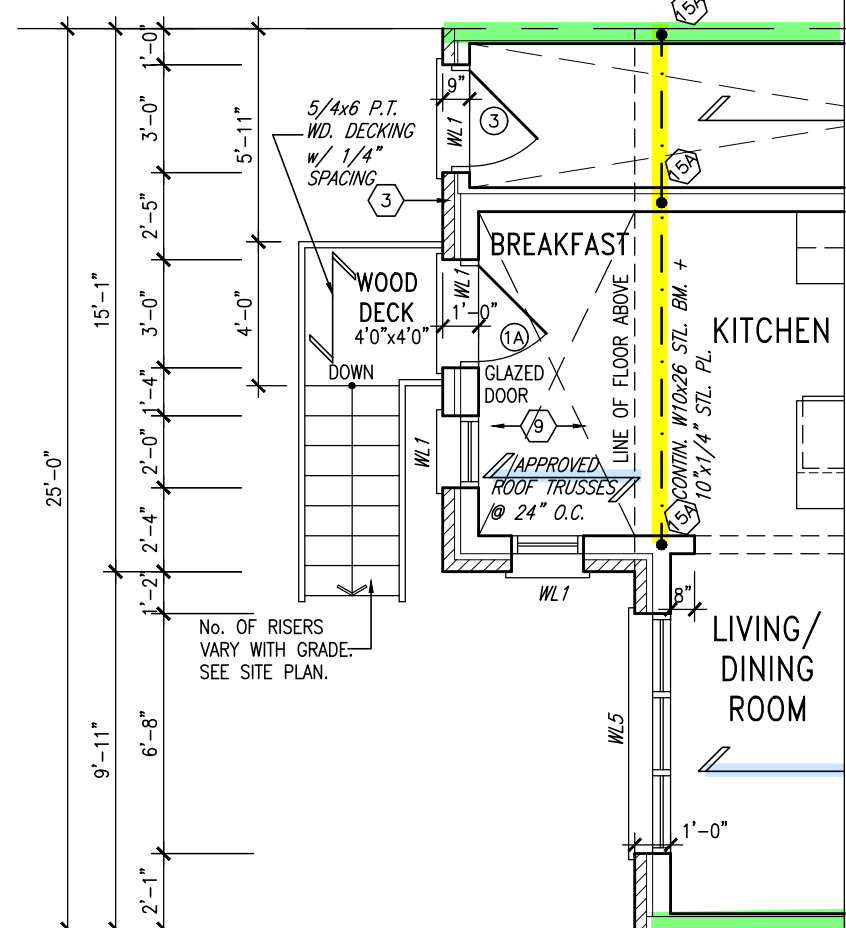 15A
1'-0"
3'-0"
2'-5"
3'-0"
1'-4"
2'-0"
2'-4"
1'-2"
6'-8"
2'-1"
5'-11"
4'-0"
15'-1"
9'-11"
25'-0"
5/4x6 P.T.
WD. DECKING
w/ 1/4"
SPACING
3
9"
WL1
3
15A
BREAKFAST
WOOD
DECK
4'0"x4'0"
WL1
1'-0"
1A
GLAZED
DOOR
DOWN
LINE OF FLOOR ABOVE
CONTIN. W10x26 STL. BM. +
10"x1/4" STL. PL.
KITCHEN
WL1
9
APPROVED
ROOF TRUSSES
@ 24" O.C.
15A
WL1
8"
No. OF RISERS
VARY WITH GRADE.
SEE SITE PLAN.
LIVING/
DINING
ROOM
WL5
1'-0"